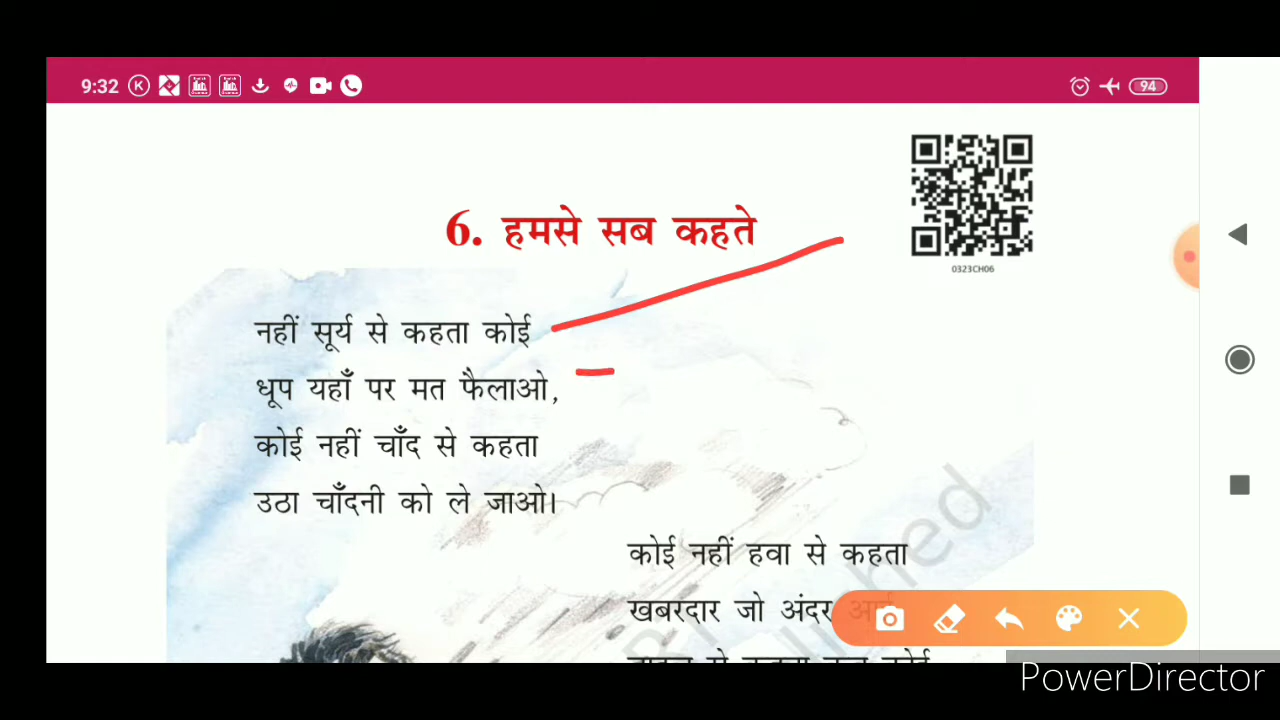 9:32
94
6. हमसे सब कहते
0323CH06
नहीं सूर्य से कहता कोई
धूप यहाँ पर मत फैलाओ,
कोई नहीं चाँद से कहता
उठा चाँदनी को ले जाओ।
कोई नहीं हवा से कहता
खबरदार जो अंदर
PowerDirector